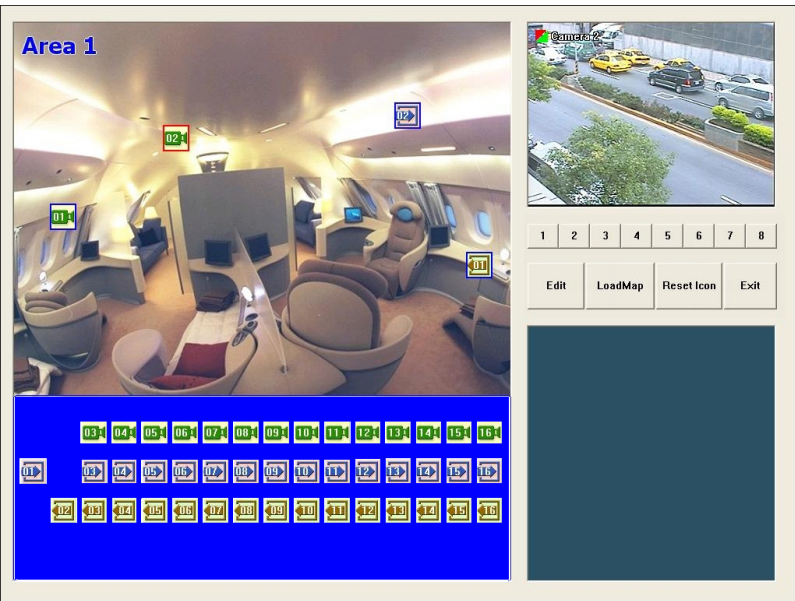 Area 1
Camera 2
02
02
01
01
1 2 3 4 5 6 7 8
Edit LoadMap Reset Icon Exit
03 04 05 06 07 08 09 10 11 12 13 14 15 16
01 03 04 05 06 07 08 09 10 11 12 13 14 15 16
02 03 04 05 06 07 08 09 10 11 12 13 14 15 16